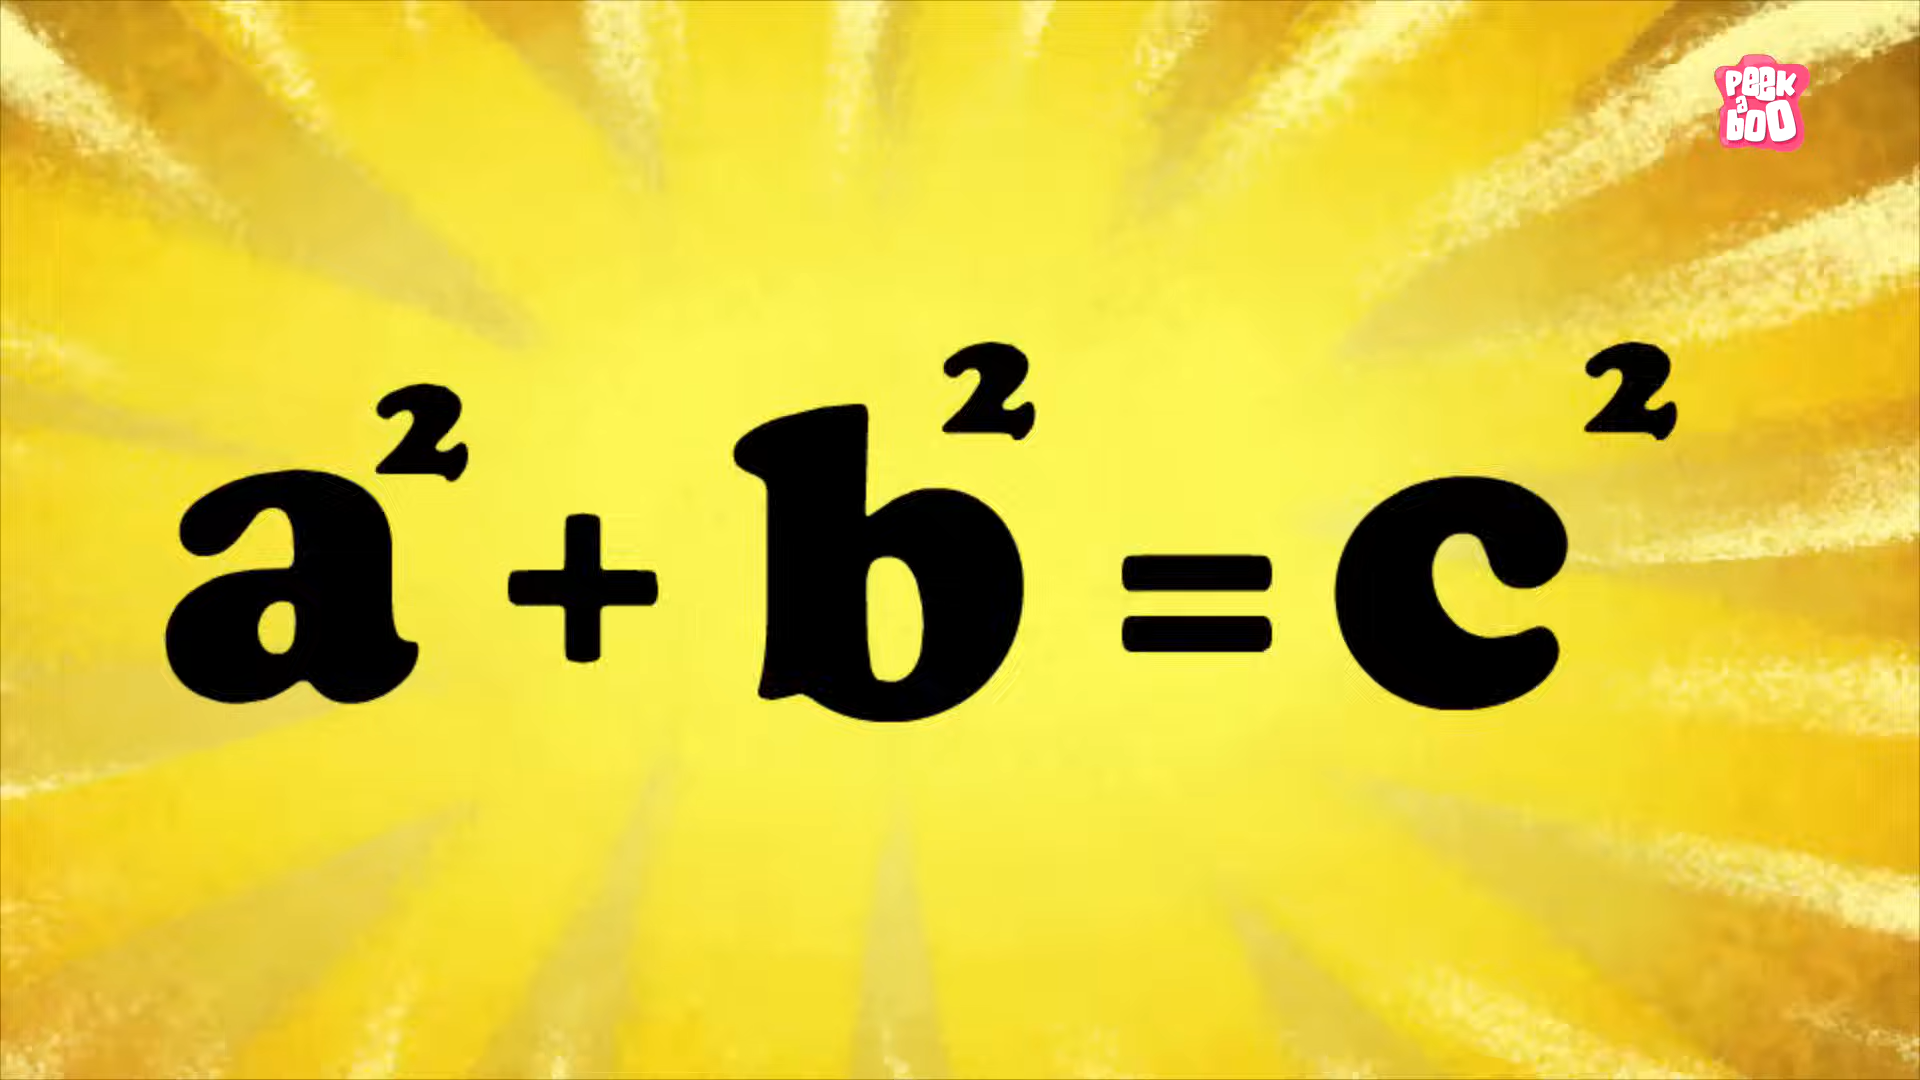 PEEK
a
boo
a² + b² = c²